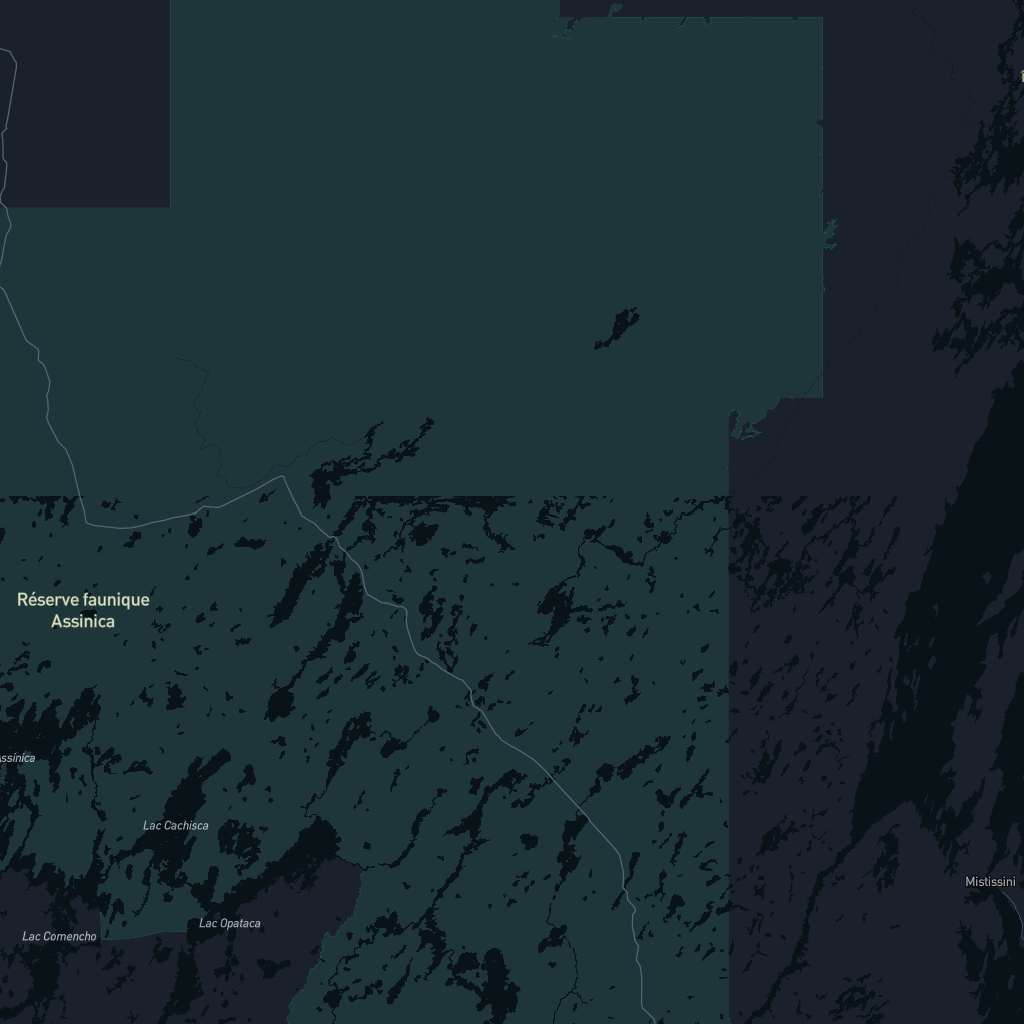 Réserve faunique
Assinica
Lac Cachisca
Lac Opataca
Lac Comencho
Mistissini